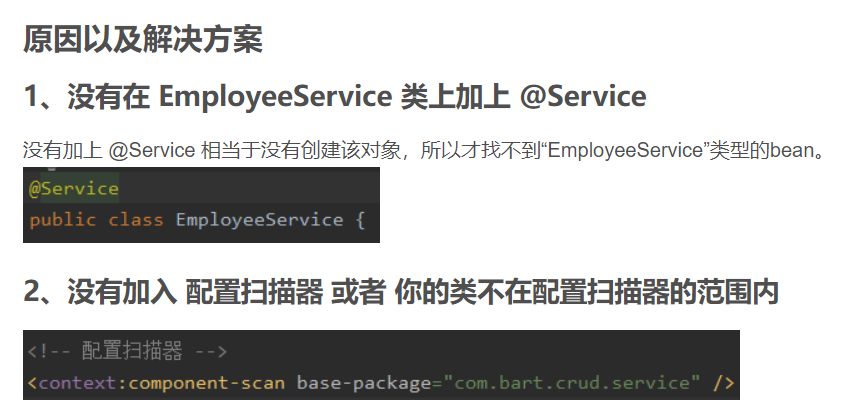 原因以及解决方案
1、没有在 EmployeeService 类上加上 @Service
没有加上 @Service 相当于没有创建该对象，所以才找不到“EmployeeService”类型的bean。
@Service
public class EmployeeService {
2、没有加入 配置扫描器 或者 你的类不在配置扫描器的范围内
<!-- 配置扫描器 -->
<context:component-scan base-package="com.bart.crud.service" />